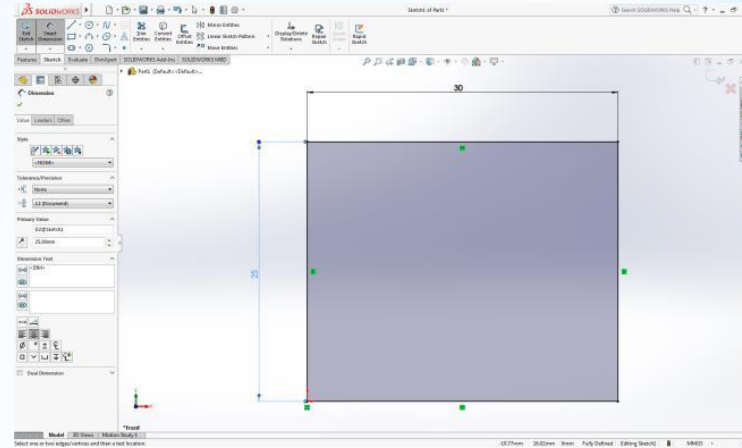 SOLIDWORKS
Sketch1 of Part1 *
Search SOLIDWORKS Help
Exit Sketch
Smart Dimension
Trim Entities
Convert Entities
Offset Entities
Mirror Entities
Linear Sketch Pattern
Move Entities
Display/Delete Relations
Repair Sketch
Rapid Sketch
Features Sketch Evaluate DimXpert SOLIDWORKS Add-Ins SOLIDWORKS MBD
Part1 (Default<<Default>...
Dimension
Value Leaders Other
Style
<NONE>
Tolerance/Precision
None
.12 (Document)
Primary Value
D2@Sketch1
25.00mm
Dimension Text
<DIM>
Dual Dimension
30
25
*Front
Model 3D Views Motion Study 1
Select one or two edges/vertices and then a text location.
0mm Fully Defined Editing Sketch1 MMGS